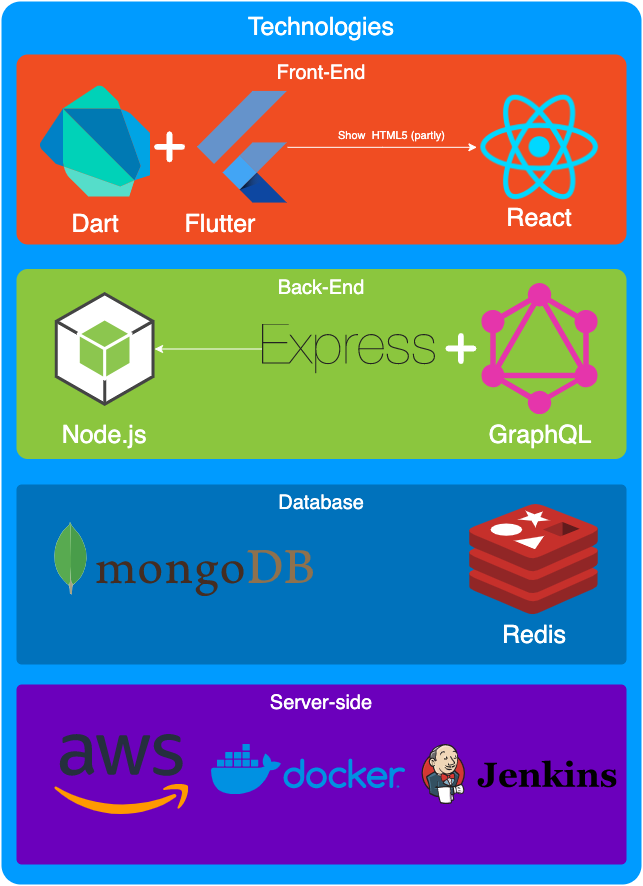 Technologies
Front-End
Show HTML5 (partly)
Dart
Flutter
React
Back-End
Express
Node.js
GraphQL
Database
mongoDB
Redis
Server-side
aws
docker
Jenkins